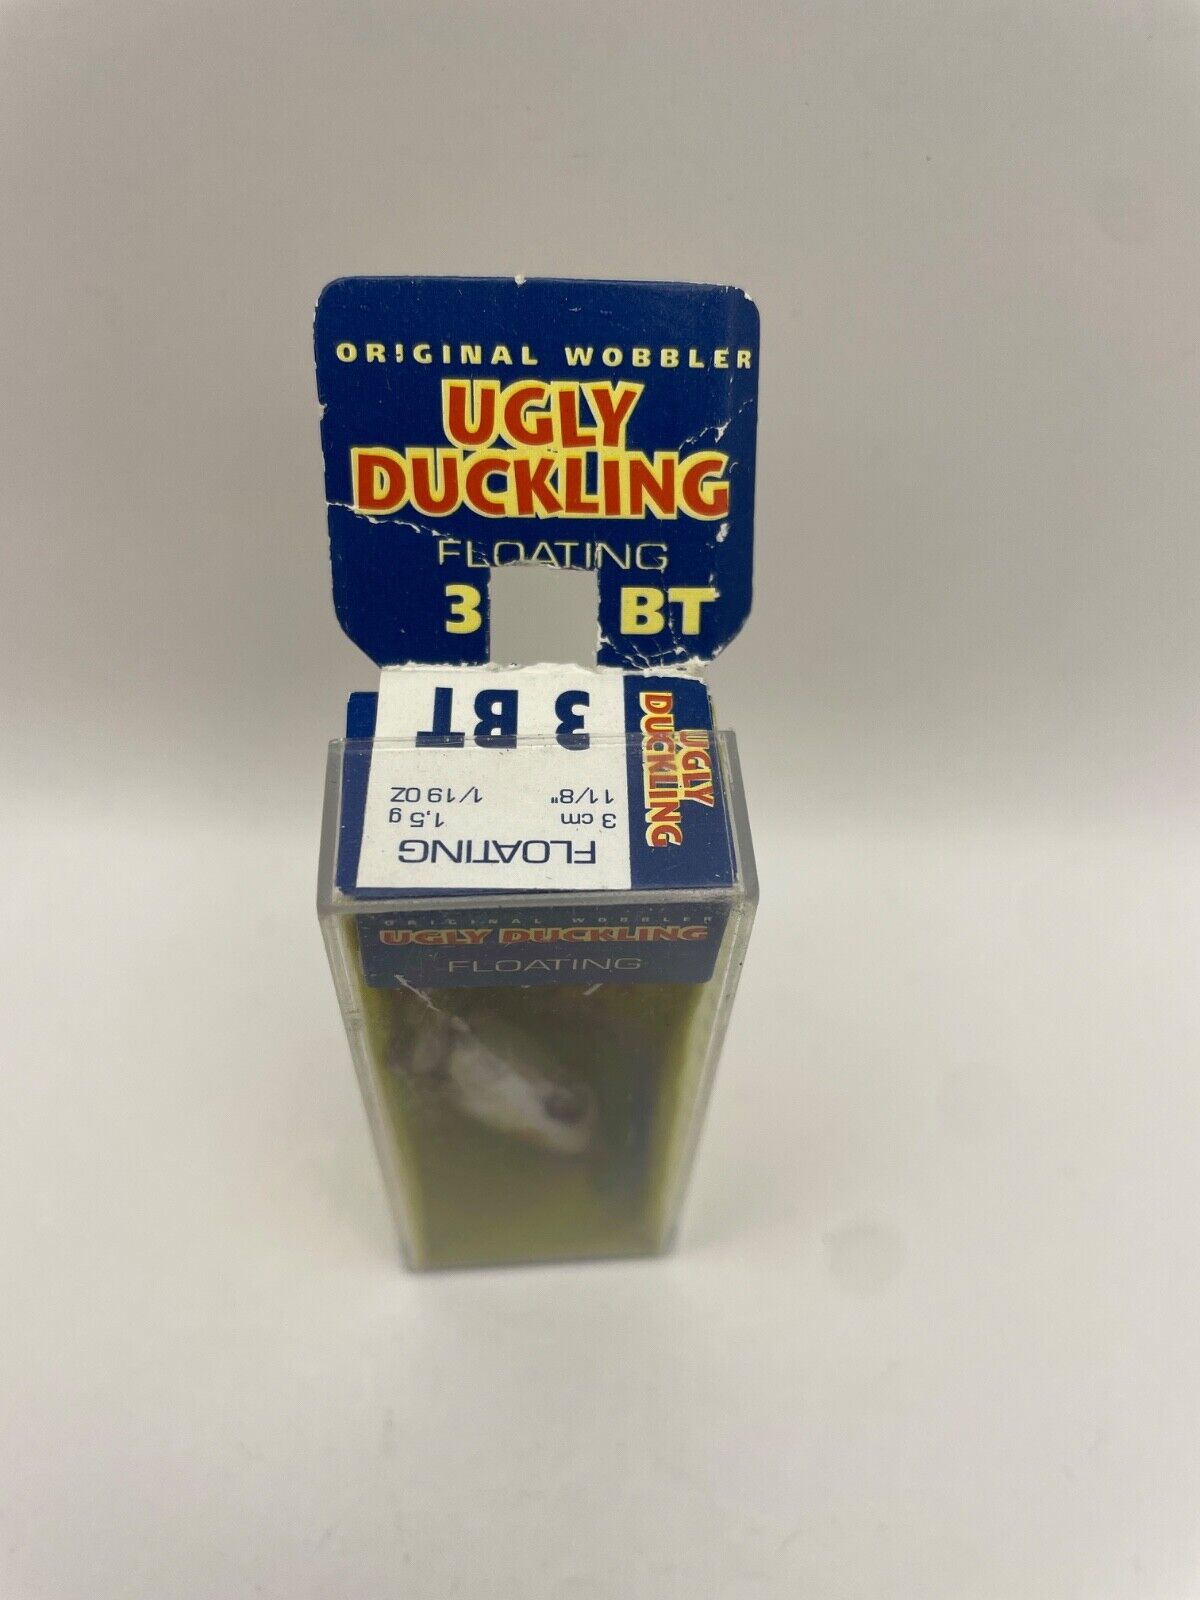 ORIGINAL WOBBLER
UGLY
DUCKLING
FLOATING
3 BT
UGLY
DUCKLING
FLOATING
3 cm 1,5 g
1 1/8" 1/19 OZ
3 BT
ORIGINAL WOBBLER
UGLY DUCKLING
FLOATING